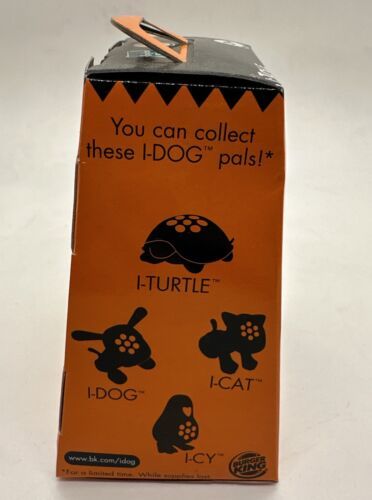 You can collect
these I-DOG™ pals!*
I-TURTLE™
I-DOG™
I-CAT™
I-CY™
www.bk.com/idog
*For a limited time. While supplies last.
BURGER
KING